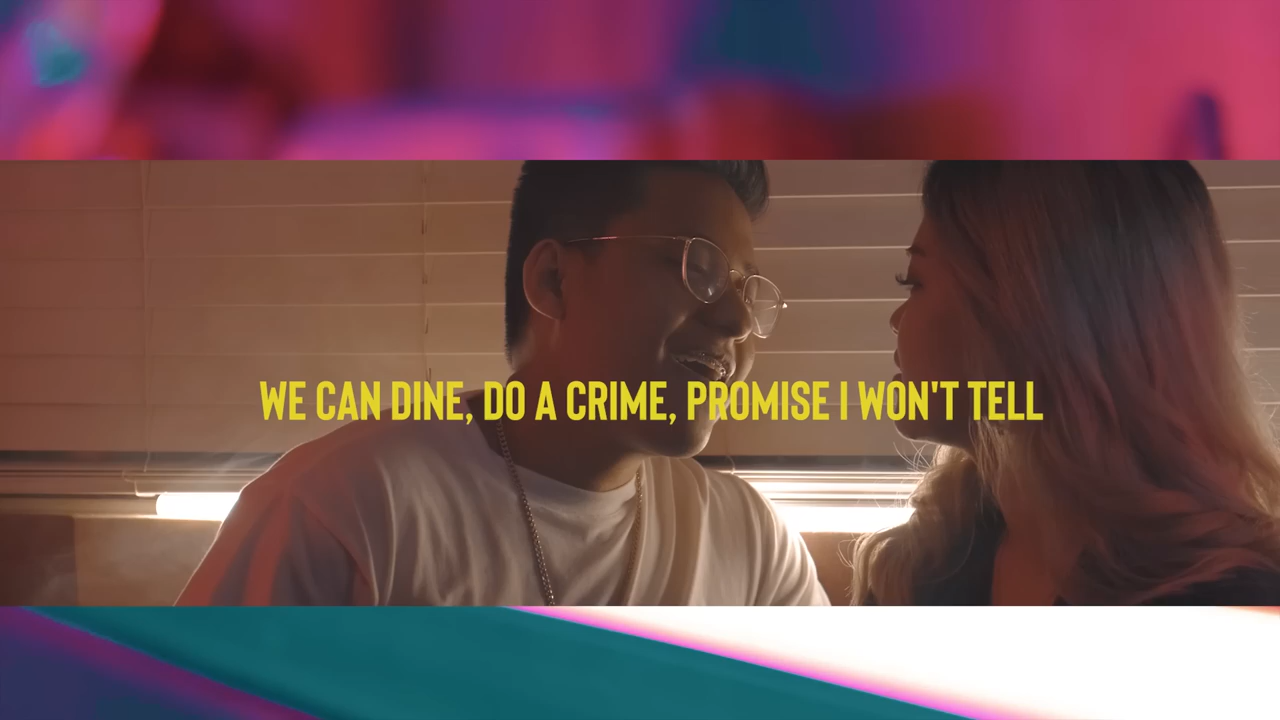 WE CAN DINE, DO A CRIME, PROMISE I WON'T TELL